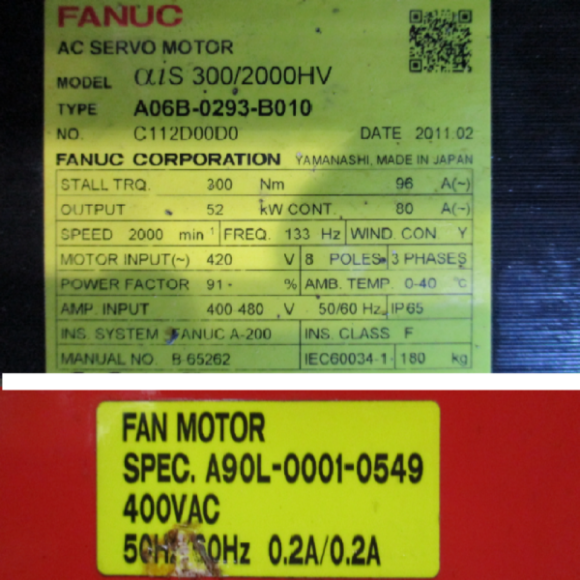 FANUC
AC SERVO MOTOR
MODEL αiS 300/2000HV
TYPE A06B-0293-B010
NO. C112D00D0 DATE 2011.02
FANUC CORPORATION YAMANASHI, MADE IN JAPAN
STALL TRQ. 300 Nm 96 A(~)
OUTPUT 52 kW CONT. 80 A(~)
SPEED 2000 min⁻¹ FREQ. 133 Hz WIND. CON. Y
MOTOR INPUT(~) 420 V 8 POLES 3 PHASES
POWER FACTOR 91 % AMB. TEMP. 0-40 °C
AMP. INPUT 400-480 V 50/60 Hz IP65
INS. SYSTEM FANUC A-200 INS. CLASS F
MANUAL NO. B-65262 IEC60034-1 180 kg
FAN MOTOR
SPEC. A90L-0001-0549
400VAC
50Hz 60Hz 0.2A/0.2A